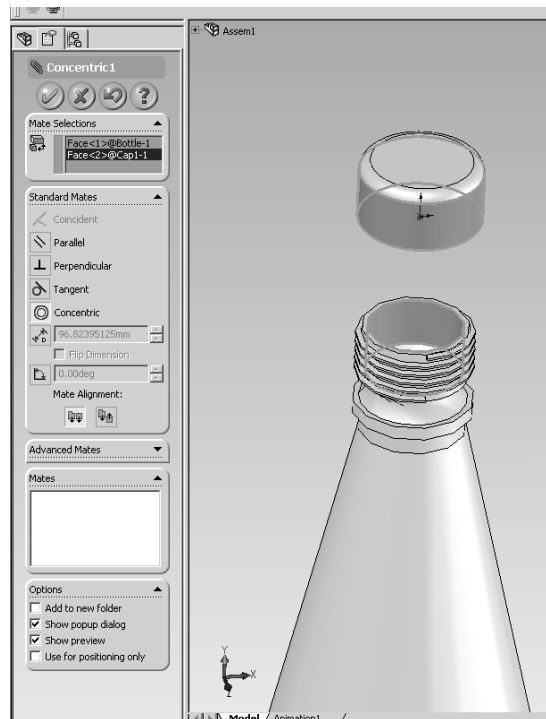 Assem1
Concentric1
Mate Selections
Face<1>@Bottle-1
Face<2>@Cap1-1
Standard Mates
Coincident
Parallel
Perpendicular
Tangent
Concentric
96.82395125mm
Flip Dimension
0.00deg
Mate Alignment:
Advanced Mates
Mates
Options
Add to new folder
Show popup dialog
Show preview
Use for positioning only
Y
X
Z
Model / Animation1